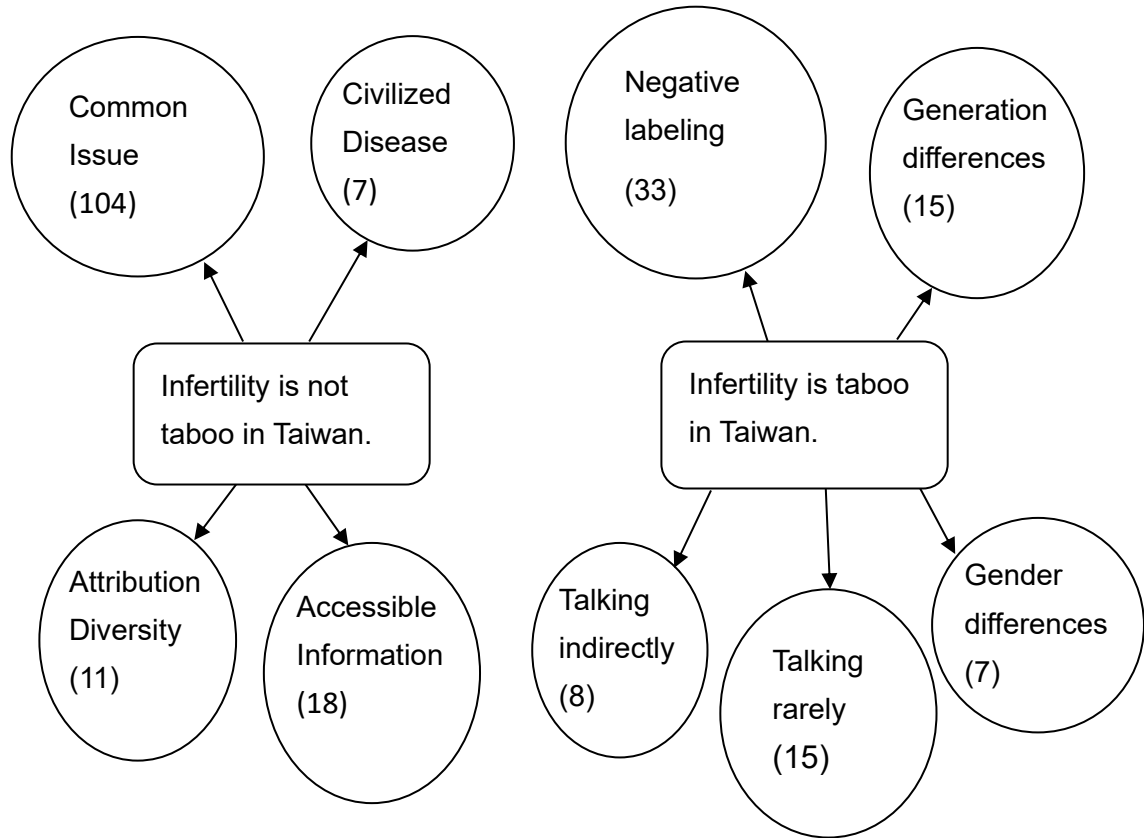 Common
Issue
(104)
Civilized
Disease
(7)
Negative
labeling
(33)
Generation
differences
(15)
Infertility is not
taboo in Taiwan.
Infertility is taboo
in Taiwan.
Attribution
Diversity
(11)
Accessible
Information
(18)
Talking
indirectly
(8)
Talking
rarely
(15)
Gender
differences
(7)